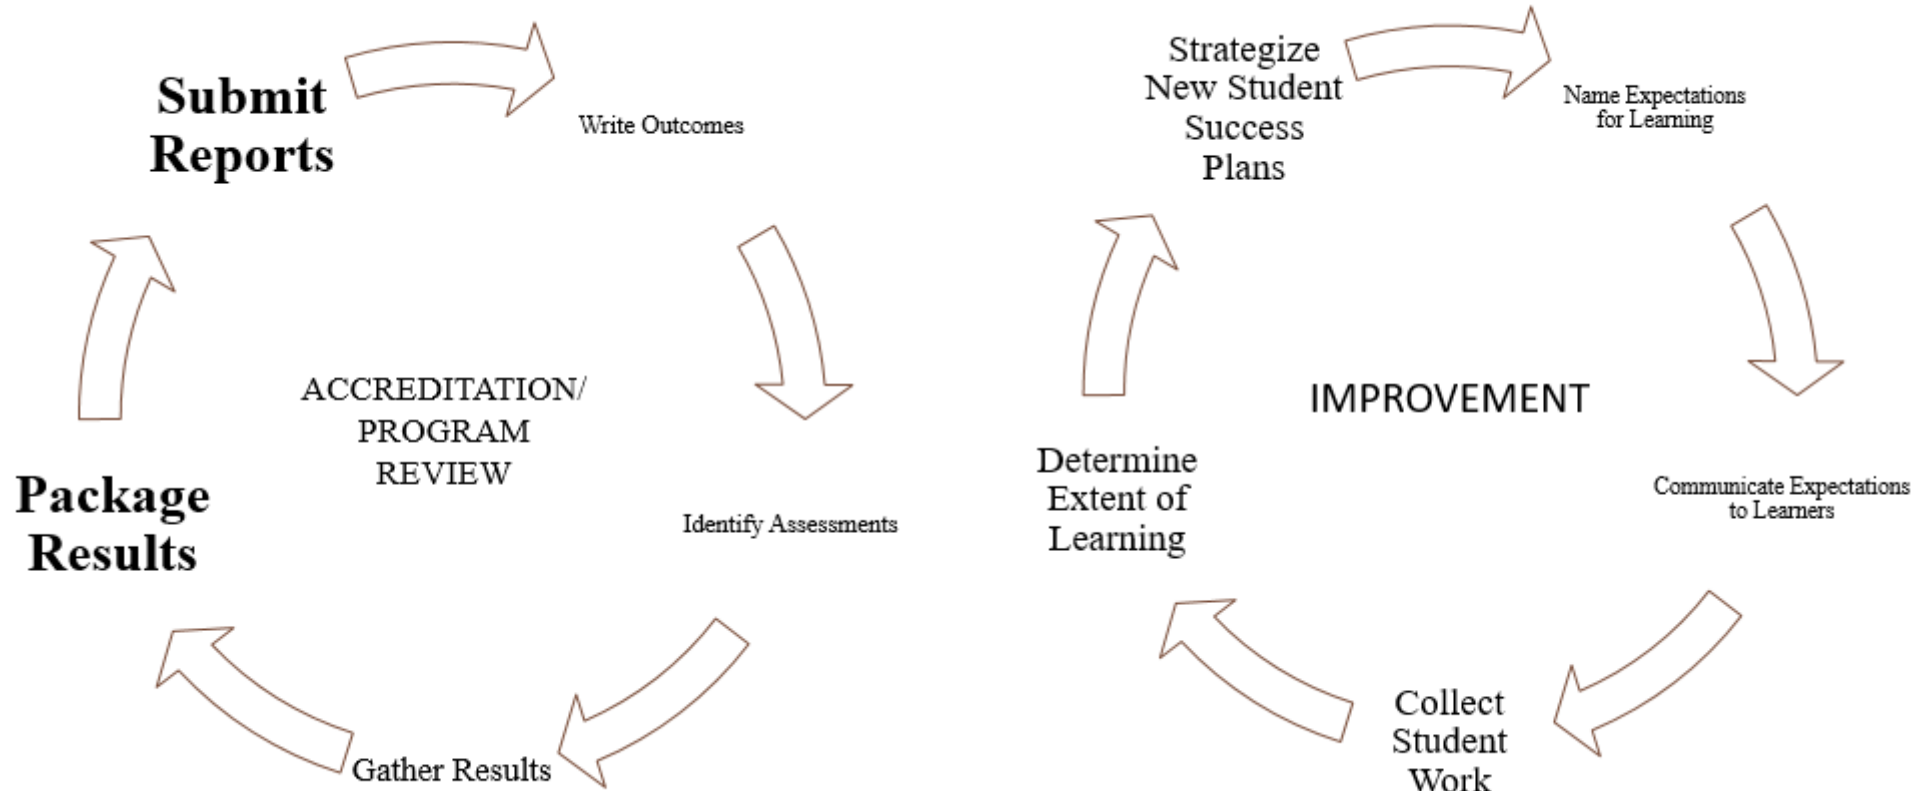 Submit
Reports
Write Outcomes
ACCREDITATION/
PROGRAM
REVIEW
Identify Assessments
Package
Results
Gather Results
Strategize
New Student
Success
Plans
Name Expectations
for Learning
IMPROVEMENT
Communicate Expectations
to Learners
Determine
Extent of
Learning
Collect
Student
Work